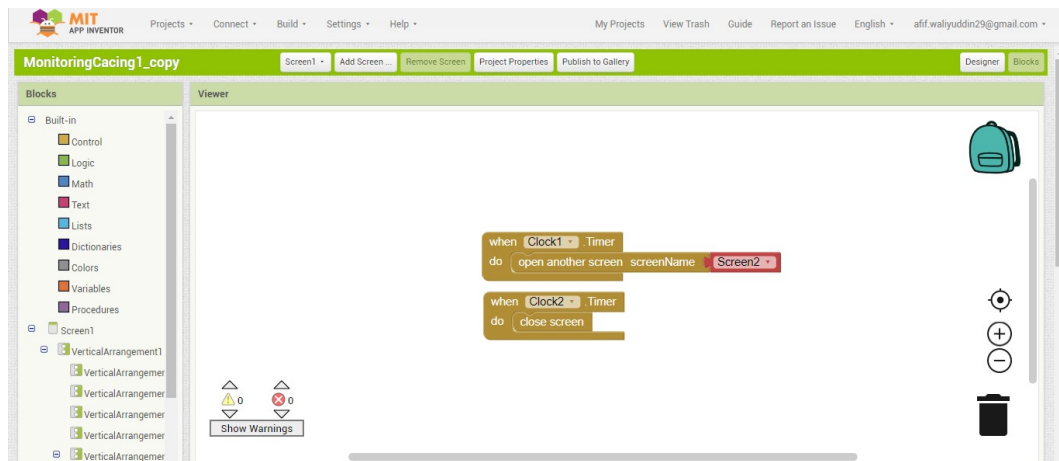 MIT
APP INVENTOR
Projects Connect Build Settings Help My Projects View Trash Guide Report an Issue English afif.waliyuddin29@gmail.com
MonitoringCacing1_copy Screen1 Add Screen ... Remove Screen Project Properties Publish to Gallery Designer Blocks
Blocks Viewer
Built-in
Control
Logic
Math
Text
Lists
Dictionaries
Colors
Variables
Procedures
Screen1
VerticalArrangement1
VerticalArrangemer
VerticalArrangemer
VerticalArrangemer
VerticalArrangemer
VerticalArrangemer
when Clock1 .Timer
do open another screen screenName Screen2
when Clock2 .Timer
do close screen
0 0
Show Warnings